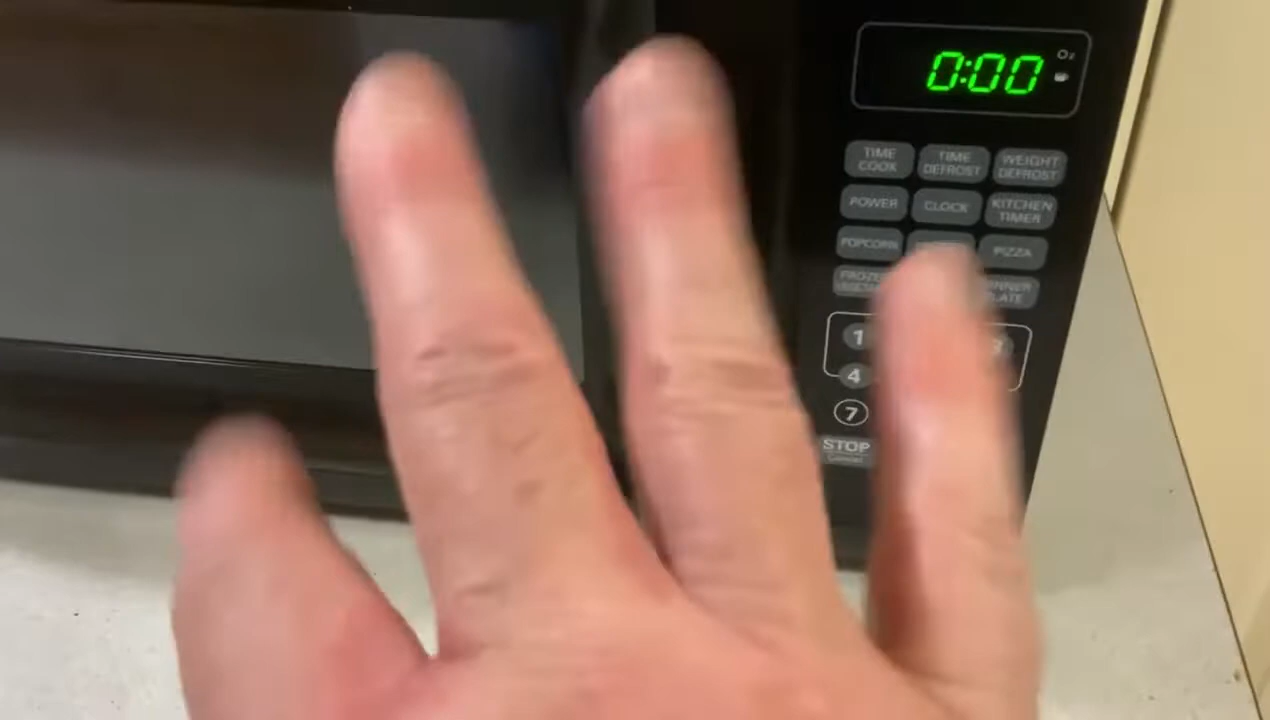 0:00
TIME COOK
TIME DEFROST
WEIGHT DEFROST
POWER
CLOCK
KITCHEN TIMER
POPCORN
PIZZA
1
4
7
STOP